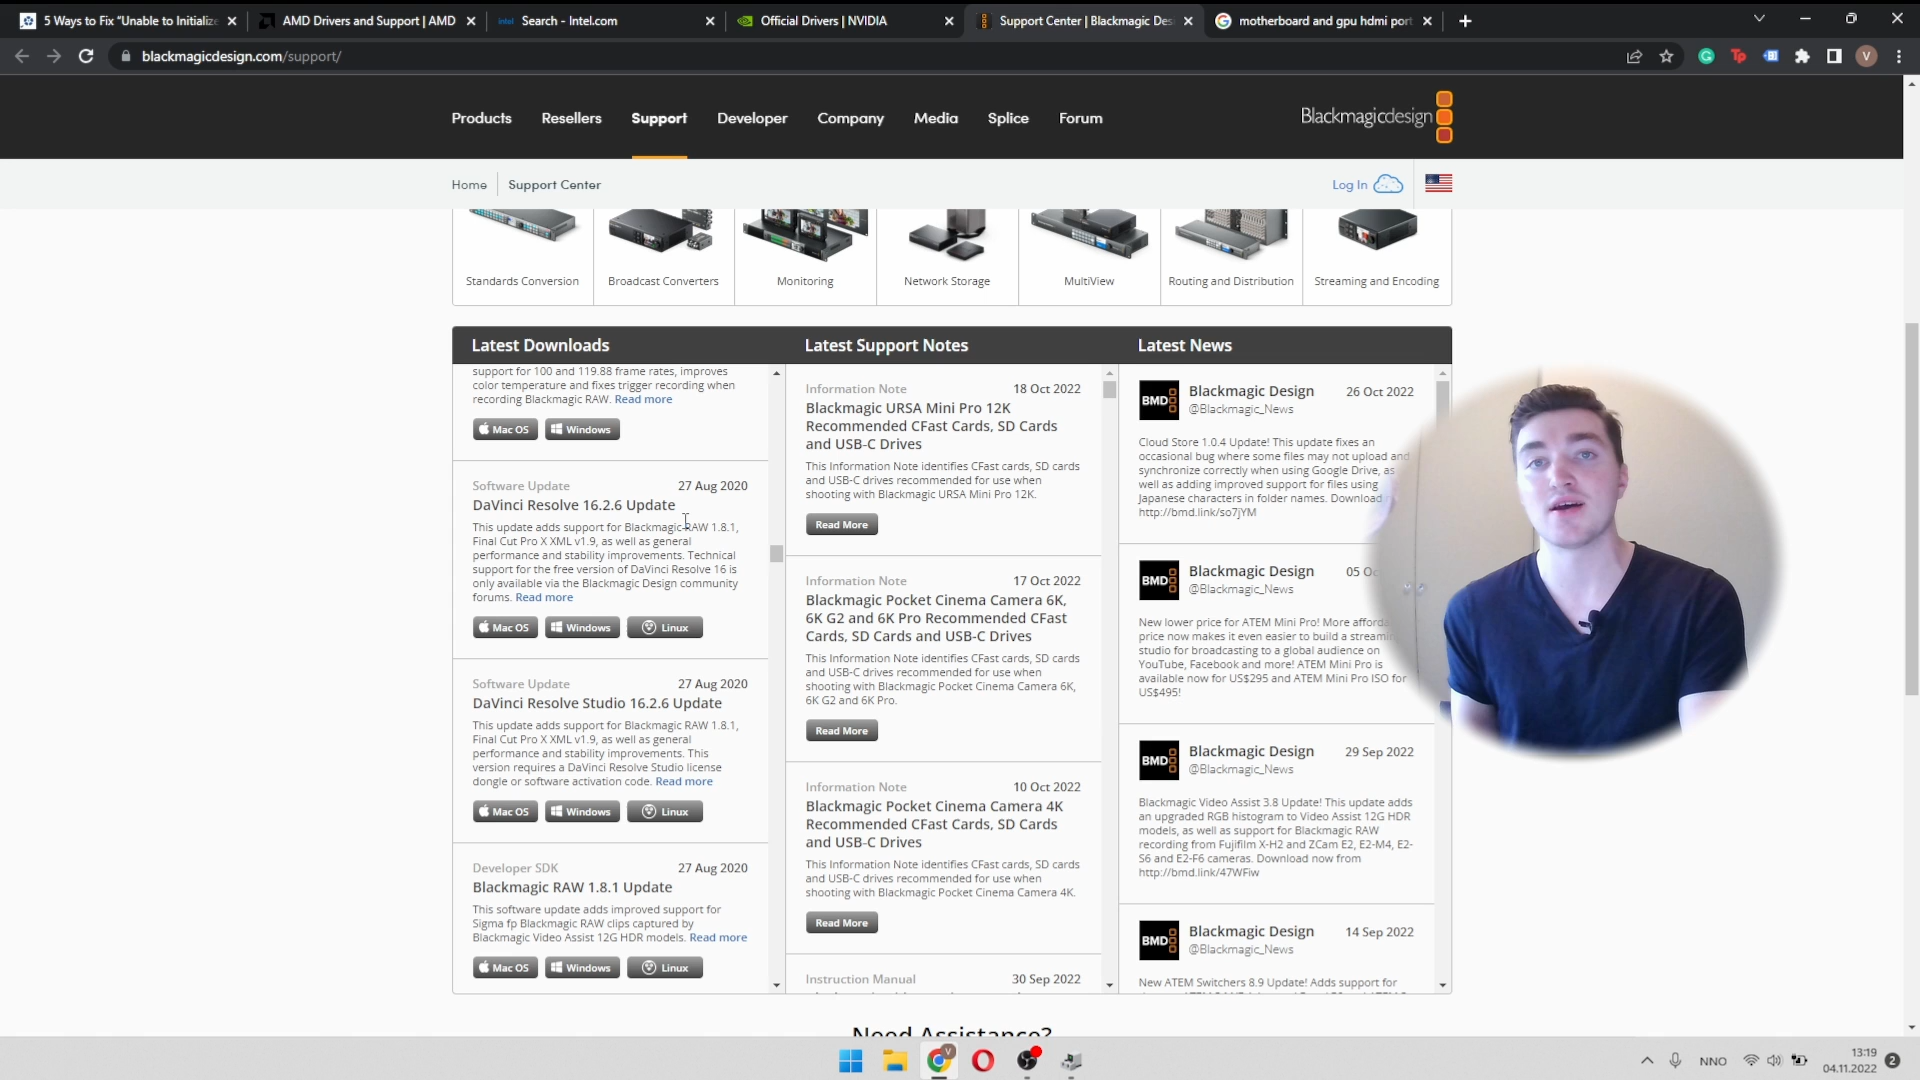 5 Ways to Fix "Unable to Initialize
AMD Drivers and Support | AMD
intel
Search - Intel.com
Official Drivers | NVIDIA
Support Center | Blackmagic Des
motherboard and gpu hdmi port
blackmagicdesign.com/support/
G
Tp
V
Products
Resellers
Support
Developer
Company
Media
Splice
Forum
Blackmagicdesign
Home
Support Center
Log In
Standards Conversion
Broadcast Converters
Monitoring
Network Storage
MultiView
Routing and Distribution
Streaming and Encoding
Latest Downloads
support for 100 and 119.88 frame rates, improves
color temperature and fixes trigger recording when
recording Blackmagic RAW. Read more
Mac OS
Windows
Software Update
27 Aug 2020
DaVinci Resolve 16.2.6 Update
This update adds support for Blackmagic RAW 1.8.1,
Final Cut Pro X XML v1.9, as well as general
performance and stability improvements. Technical
support for the free version of DaVinci Resolve 16 is
only available via the Blackmagic Design community
forums. Read more
Mac OS
Windows
Linux
Software Update
27 Aug 2020
DaVinci Resolve Studio 16.2.6 Update
This update adds support for Blackmagic RAW 1.8.1,
Final Cut Pro X XML v1.9, as well as general
performance and stability improvements. This
version requires a DaVinci Resolve Studio license
dongle or software activation code. Read more
Mac OS
Windows
Linux
Developer SDK
27 Aug 2020
Blackmagic RAW 1.8.1 Update
This software update adds improved support for
Sigma fp Blackmagic RAW clips captured by
Blackmagic Video Assist 12G HDR models. Read more
Mac OS
Windows
Linux
Latest Support Notes
Information Note
18 Oct 2022
Blackmagic URSA Mini Pro 12K
Recommended CFast Cards, SD Cards
and USB-C Drives
This Information Note identifies CFast cards, SD cards
and USB-C drives recommended for use when
shooting with Blackmagic URSA Mini Pro 12K.
Read More
Information Note
17 Oct 2022
Blackmagic Pocket Cinema Camera 6K,
6K G2 and 6K Pro Recommended CFast
Cards, SD Cards and USB-C Drives
This Information Note identifies CFast cards, SD cards
and USB-C drives recommended for use when
shooting with Blackmagic Pocket Cinema Camera 6K,
6K G2 and 6K Pro.
Read More
Information Note
10 Oct 2022
Blackmagic Pocket Cinema Camera 4K
Recommended CFast Cards, SD Cards
and USB-C Drives
This Information Note identifies CFast cards, SD cards
and USB-C drives recommended for use when
shooting with Blackmagic Pocket Cinema Camera 4K.
Read More
Instruction Manual
30 Sep 2022
Latest News
BMD
Blackmagic Design
26 Oct 2022
@Blackmagic_News
Cloud Store 1.0.4 Update! This update fixes an
occasional bug where some files may not upload and
synchronize correctly when using Google Drive, as
well as adding improved support for files using
Japanese characters in folder names. Download
http://bmd.link/so7jYM
BMD
Blackmagic Design
05
@Blackmagic_News
New lower price for ATEM Mini Pro! More
price now makes it even easier to build a
studio for broadcasting to a global audience on
YouTube, Facebook and more! ATEM Mini Pro is
available now for US$295 and ATEM Mini Pro ISO for
US$495!
BMD
Blackmagic Design
29 Sep 2022
@Blackmagic_News
Blackmagic Video Assist 3.8 Update! This update adds
an upgraded RGB histogram to Video Assist 12G HDR
models, as well as support for Blackmagic RAW
recording from Fujifilm X-H2 and ZCam E2, E2-M4, E2-
S6 and E2-F6 cameras. Download now from
http://bmd.link/47WFiw
BMD
Blackmagic Design
14 Sep 2022
@Blackmagic_News
New ATEM Switchers 8.9 Update! Adds support for
Need Assistance?
V
NNO
13:19
04.11.2022
2